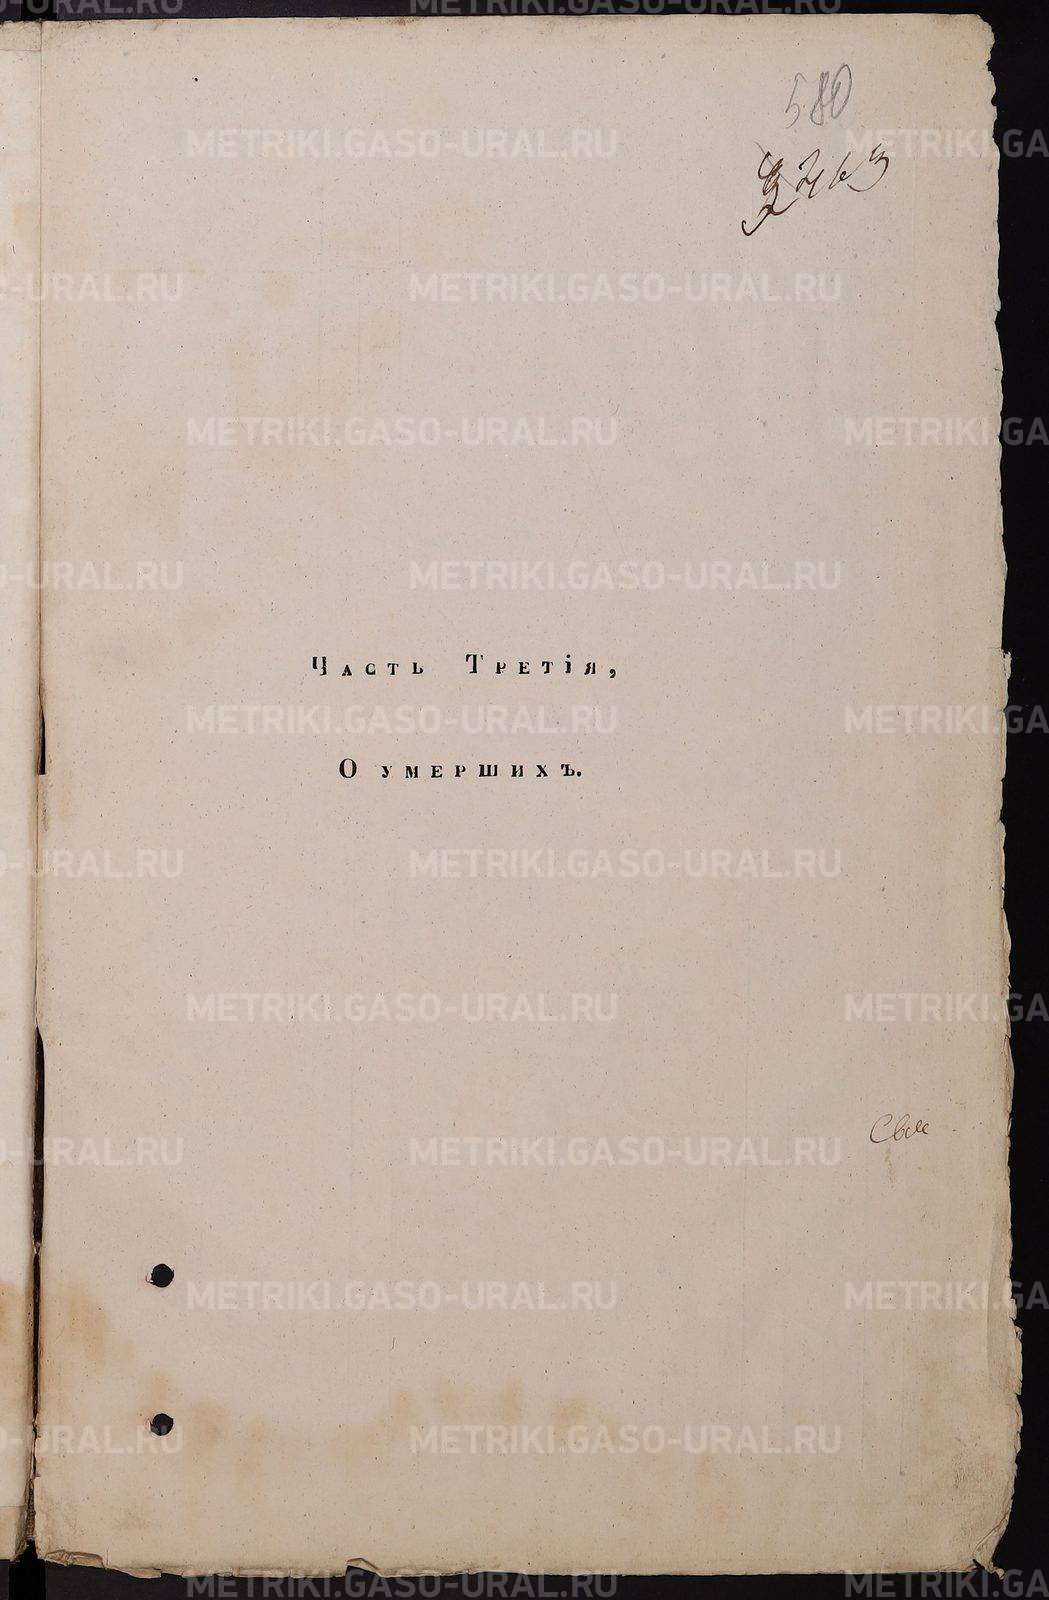 580
Часть Третія,
О умершихъ.